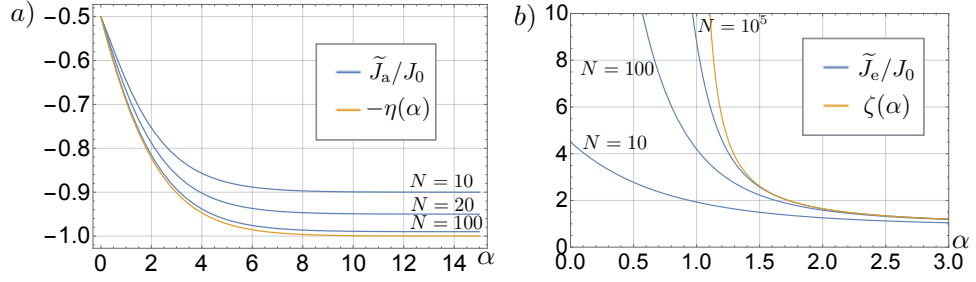 a)
-0.5
-0.6
-0.7
-0.8
-0.9
-1.0
J̃ₐ/J₀
−η(α)
N = 10
N = 20
N = 100
0 2 4 6 8 10 12 14 α
b)
10
8
6
4
2
0
N = 10⁵
N = 100
N = 10
J̃ₑ/J₀
ζ(α)
0.0 0.5 1.0 1.5 2.0 2.5 3.0 α